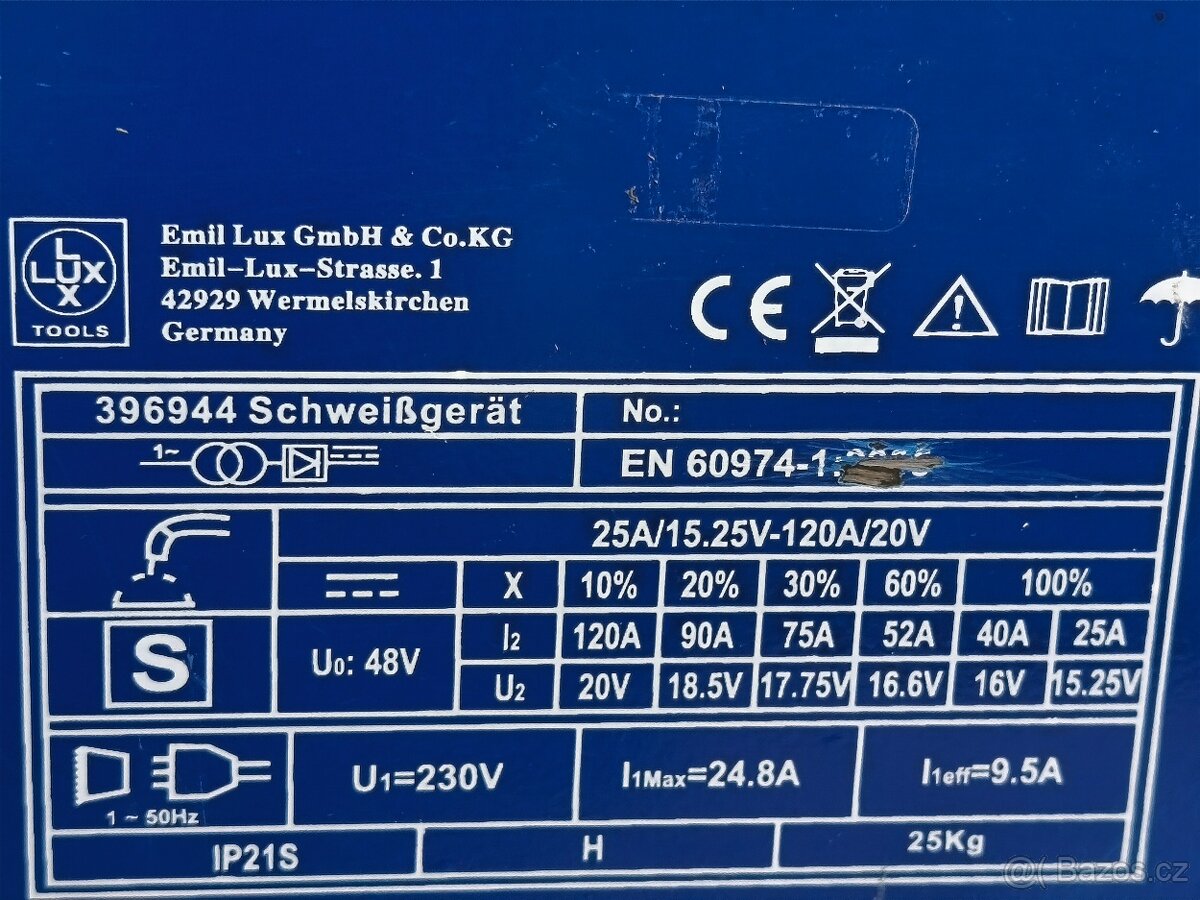 LUX
LUX
TOOLS
Emil Lux GmbH & Co.KG
Emil-Lux-Strasse. 1
42929 Wermelskirchen
Germany
CE
396944 Schweißgerät
No.:
1~
EN 60974-1:
25A/15.25V-120A/20V
X 10% 20% 30% 60% 100%
I2 120A 90A 75A 52A 40A 25A
S
U0: 48V
U2 20V 18.5V 17.75V 16.6V 16V 15.25V
1 ~ 50Hz
U1=230V
I1Max=24.8A
I1eff=9.5A
IP21S
H
25Kg
@( Bazos.cz